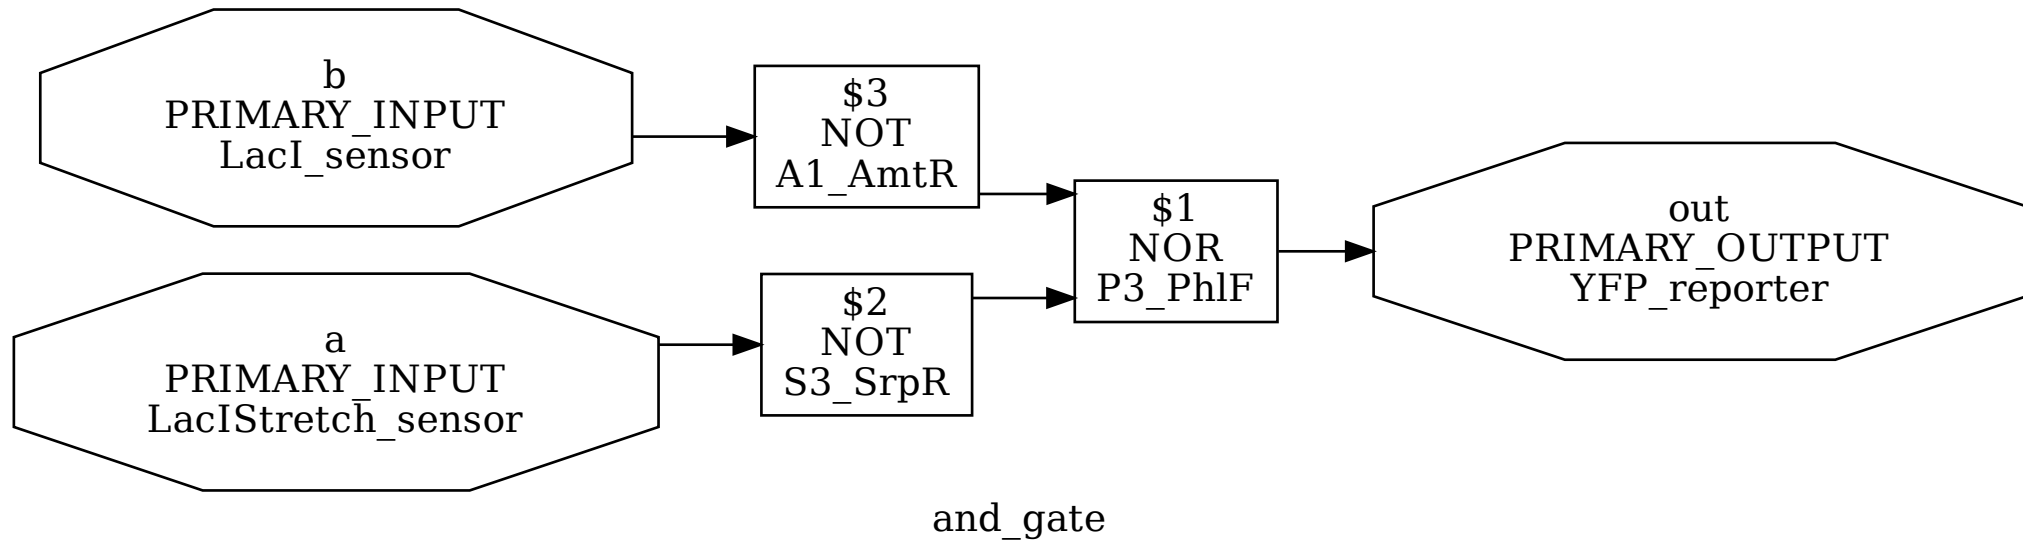 b
PRIMARY_INPUT
LacI_sensor
$3
NOT
A1_AmtR
a
PRIMARY_INPUT
LacIStretch_sensor
$2
NOT
S3_SrpR
$1
NOR
P3_PhlF
out
PRIMARY_OUTPUT
YFP_reporter
and_gate